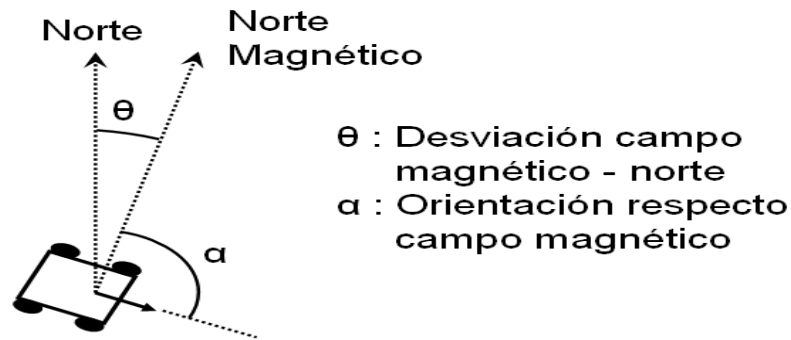 Norte
Norte
Magnético
θ
θ : Desviación campo
magnético - norte
α : Orientación respecto
campo magnético
α